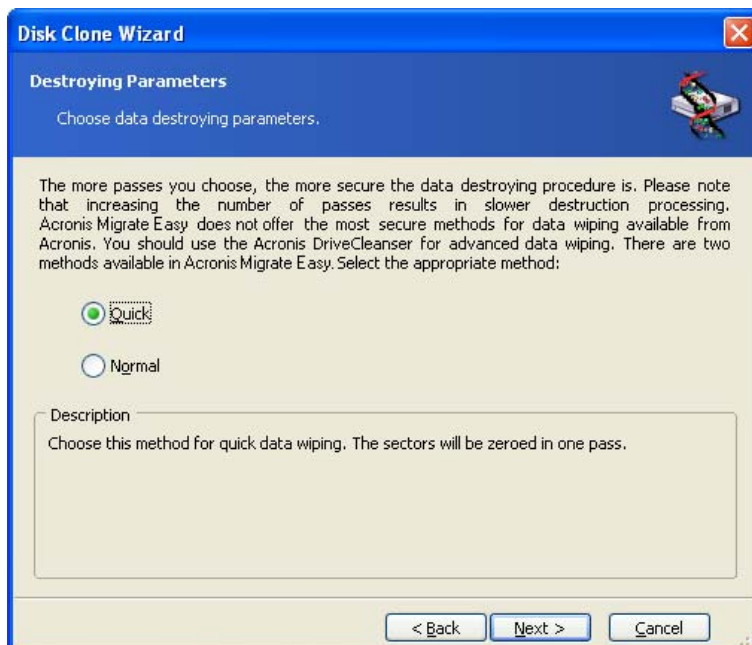 Disk Clone Wizard
Destroying Parameters
Choose data destroying parameters.
The more passes you choose, the more secure the data destroying procedure is. Please note
that increasing the number of passes results in slower destruction processing.
Acronis Migrate Easy does not offer the most secure methods for data wiping available from
Acronis. You should use the Acronis DriveCleanser for advanced data wiping. There are two
methods available in Acronis Migrate Easy. Select the appropriate method:
Quick
Normal
Description
Choose this method for quick data wiping. The sectors will be zeroed in one pass.
< Back Next > Cancel